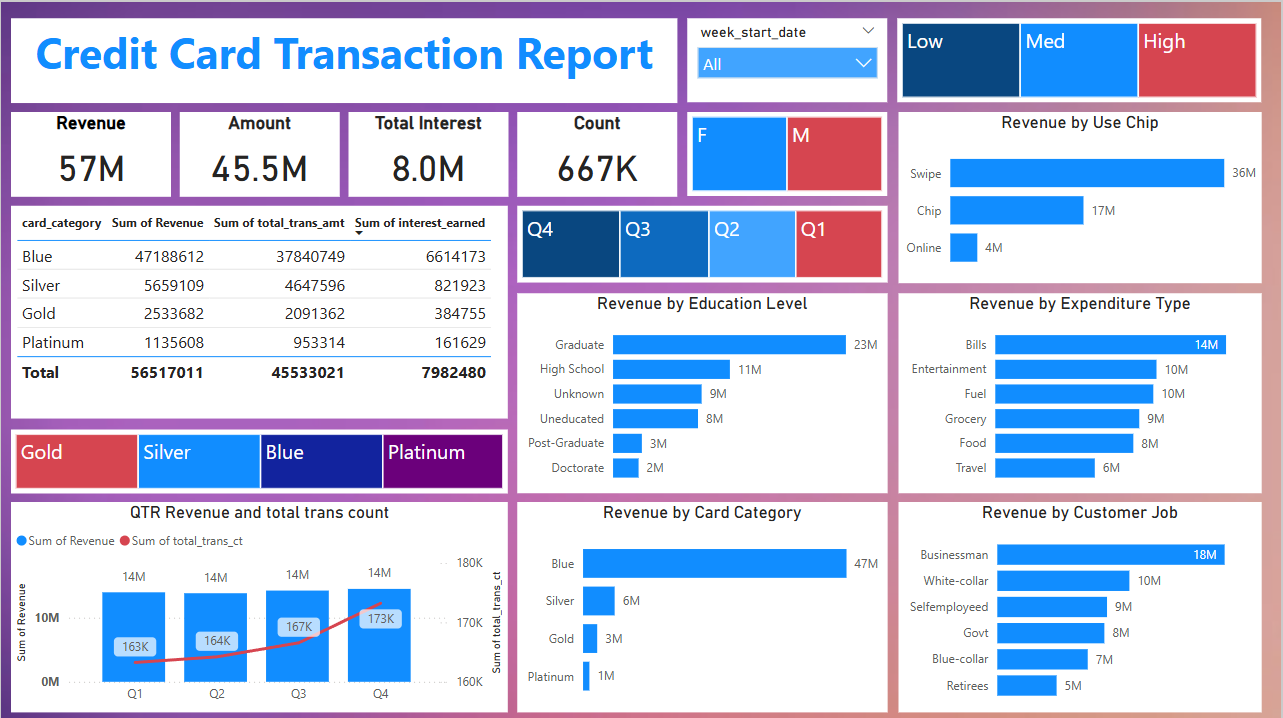 Credit Card Transaction Report
week_start_date
All
Low Med High
Revenue
57M
Amount
45.5M
Total Interest
8.0M
Count
667K
F M
Revenue by Use Chip
Swipe 36M
Chip 17M
Online 4M
card_category Sum of Revenue Sum of total_trans_amt Sum of interest_earned
Blue 47188612 37840749 6614173
Silver 5659109 4647596 821923
Gold 2533682 2091362 384755
Platinum 1135608 953314 161629
Total 56517011 45533021 7982480
Q4 Q3 Q2 Q1
Revenue by Education Level
Graduate 23M
High School 11M
Unknown 9M
Uneducated 8M
Post-Graduate 3M
Doctorate 2M
Revenue by Expenditure Type
Bills 14M
Entertainment 10M
Fuel 10M
Grocery 9M
Food 8M
Travel 6M
Gold Silver Blue Platinum
QTR Revenue and total trans count
Sum of Revenue Sum of total_trans_ct
Sum of Revenue
10M
0M
14M 14M 14M 14M
163K 164K 167K 173K
Q1 Q2 Q3 Q4
180K
170K
160K
Sum of total_trans_ct
Revenue by Card Category
Blue 47M
Silver 6M
Gold 3M
Platinum 1M
Revenue by Customer Job
Businessman 18M
White-collar 10M
Selfemployeed 9M
Govt 8M
Blue-collar 7M
Retirees 5M